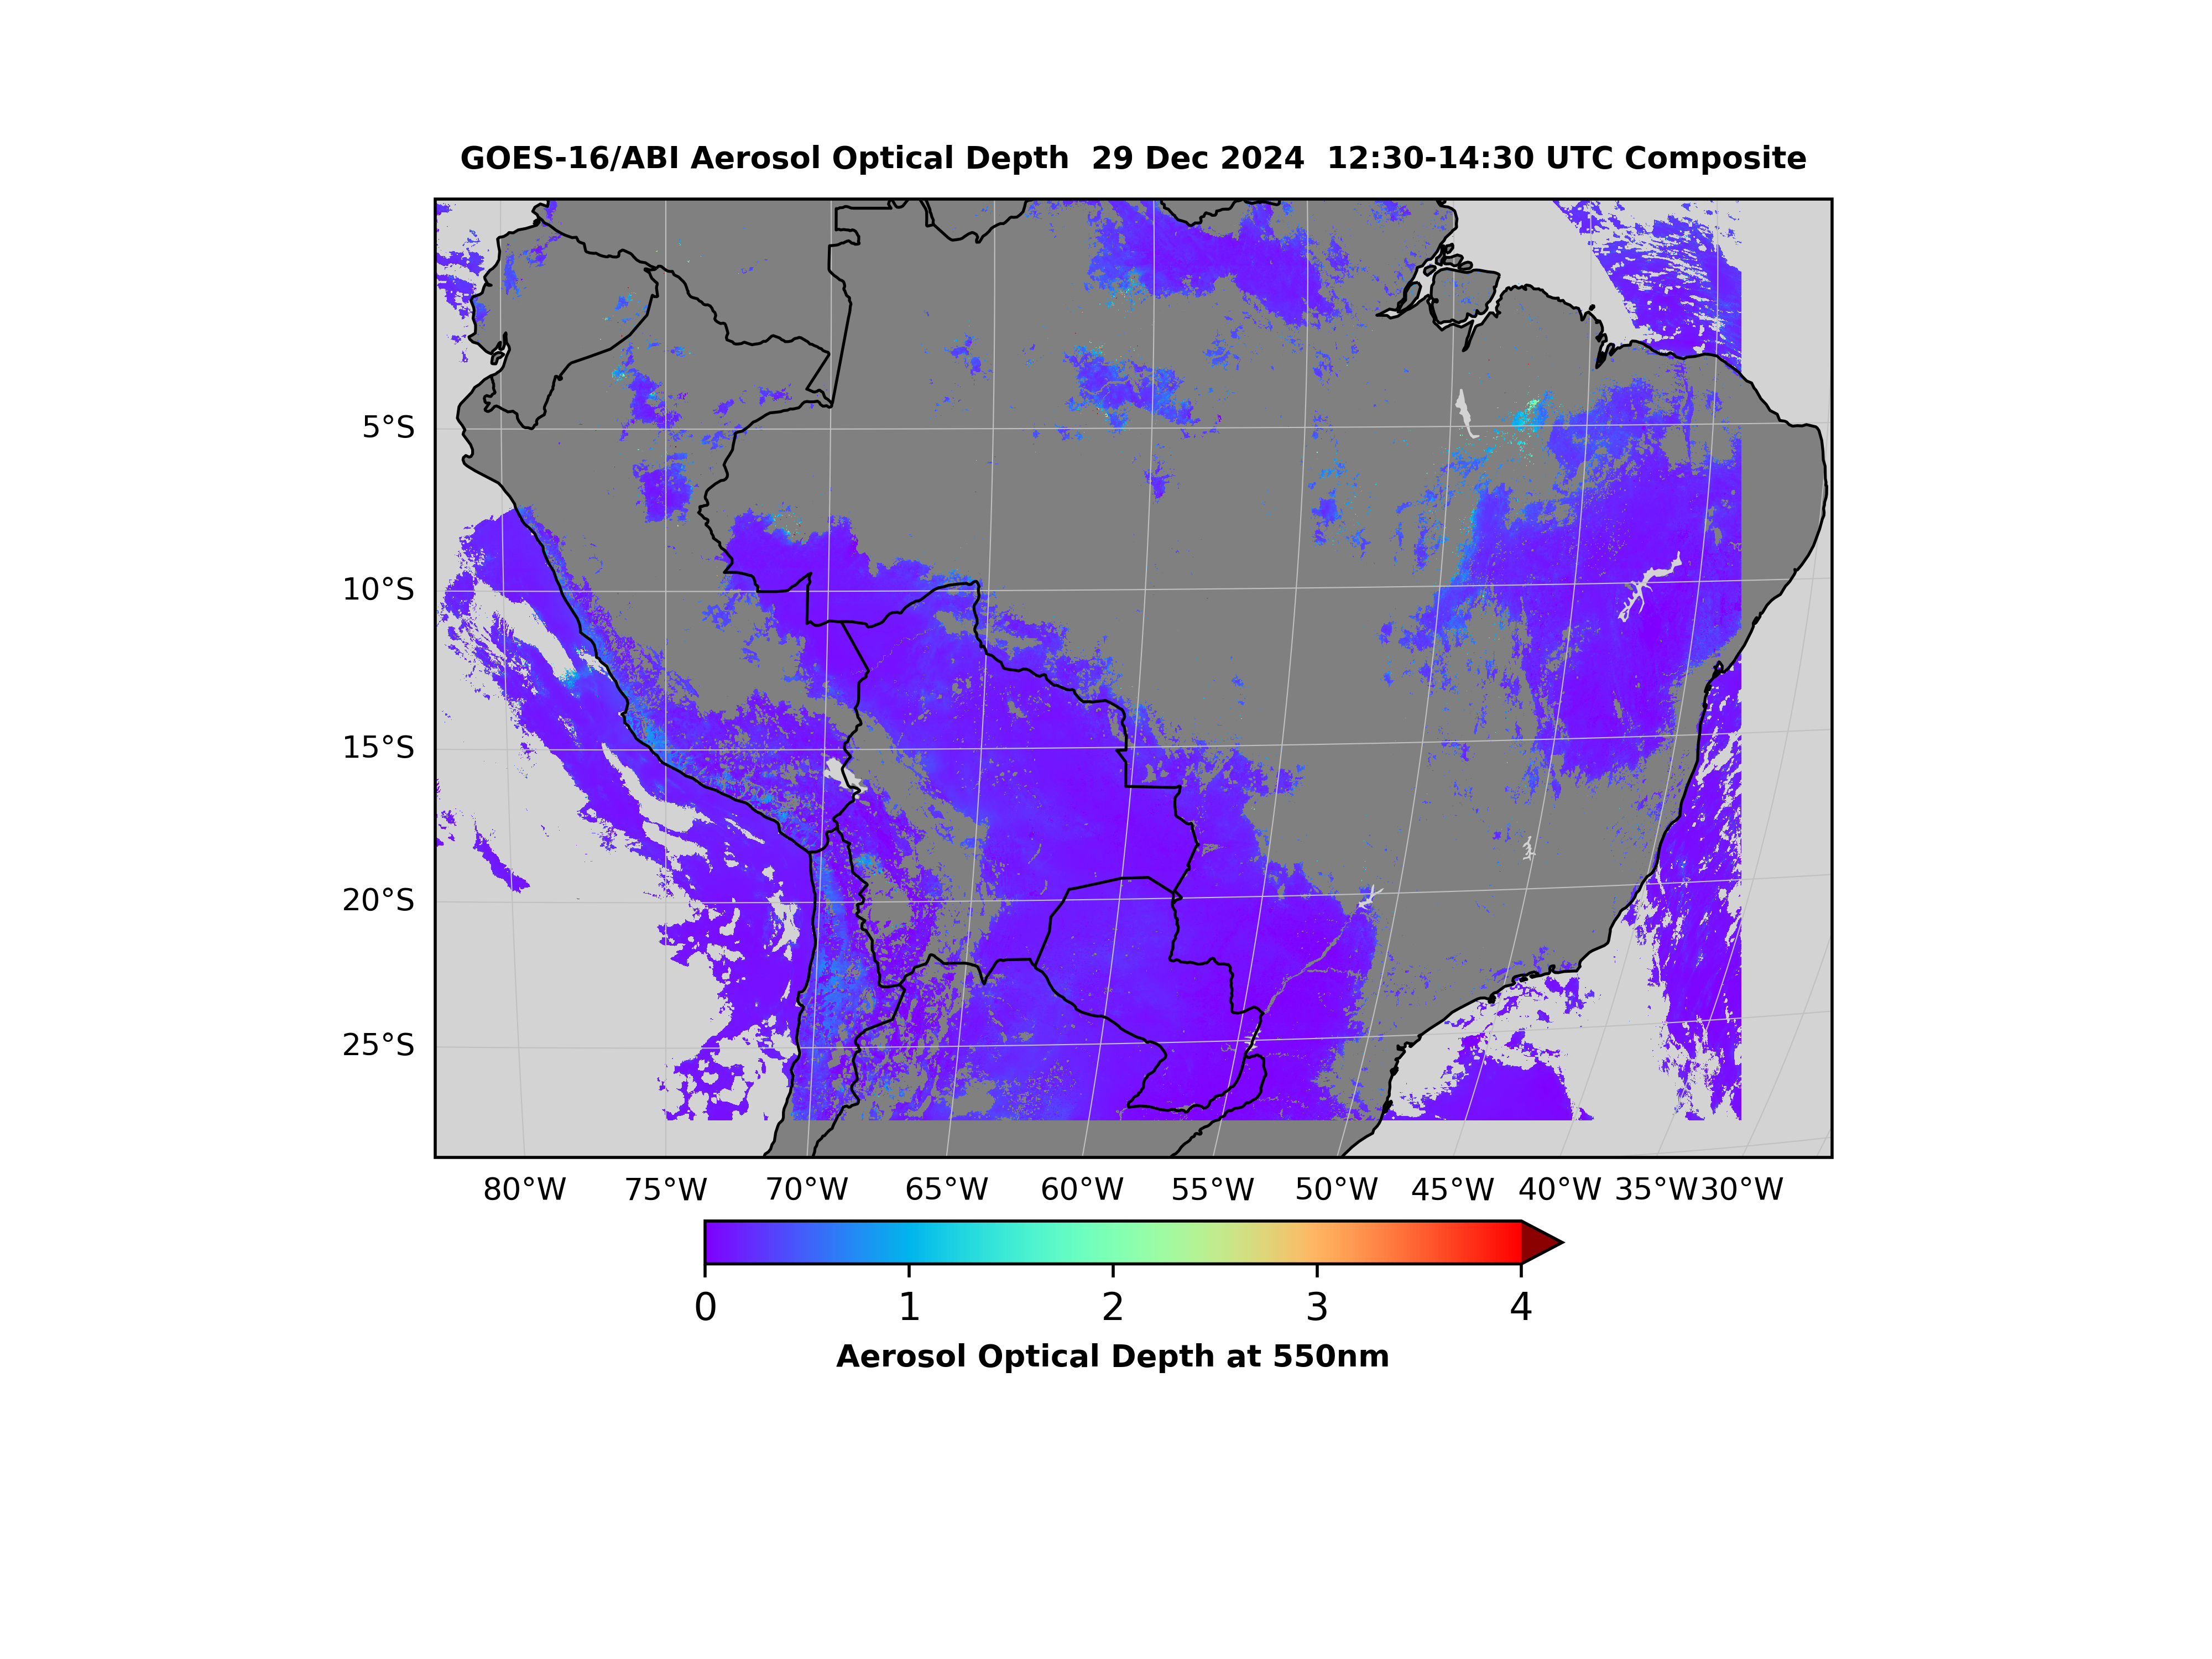 GOES-16/ABI Aerosol Optical Depth  29 Dec 2024  12:30-14:30 UTC Composite
5°S
10°S
15°S
20°S
25°S
80°W 75°W 70°W 65°W 60°W 55°W 50°W 45°W 40°W 35°W 30°W
0 1 2 3 4
Aerosol Optical Depth at 550nm